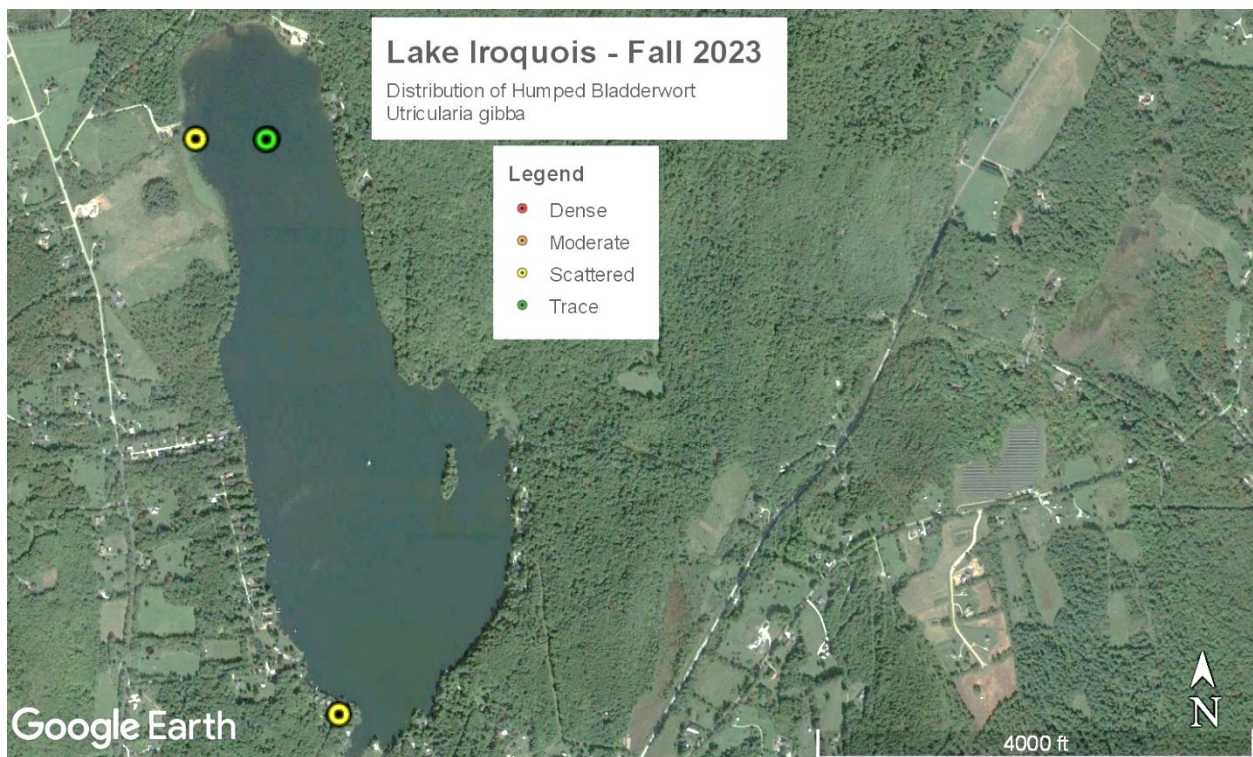 Lake Iroquois - Fall 2023
Distribution of Humped Bladderwort
Utricularia gibba
Legend
Dense
Moderate
Scattered
Trace
Google Earth
N
4000 ft